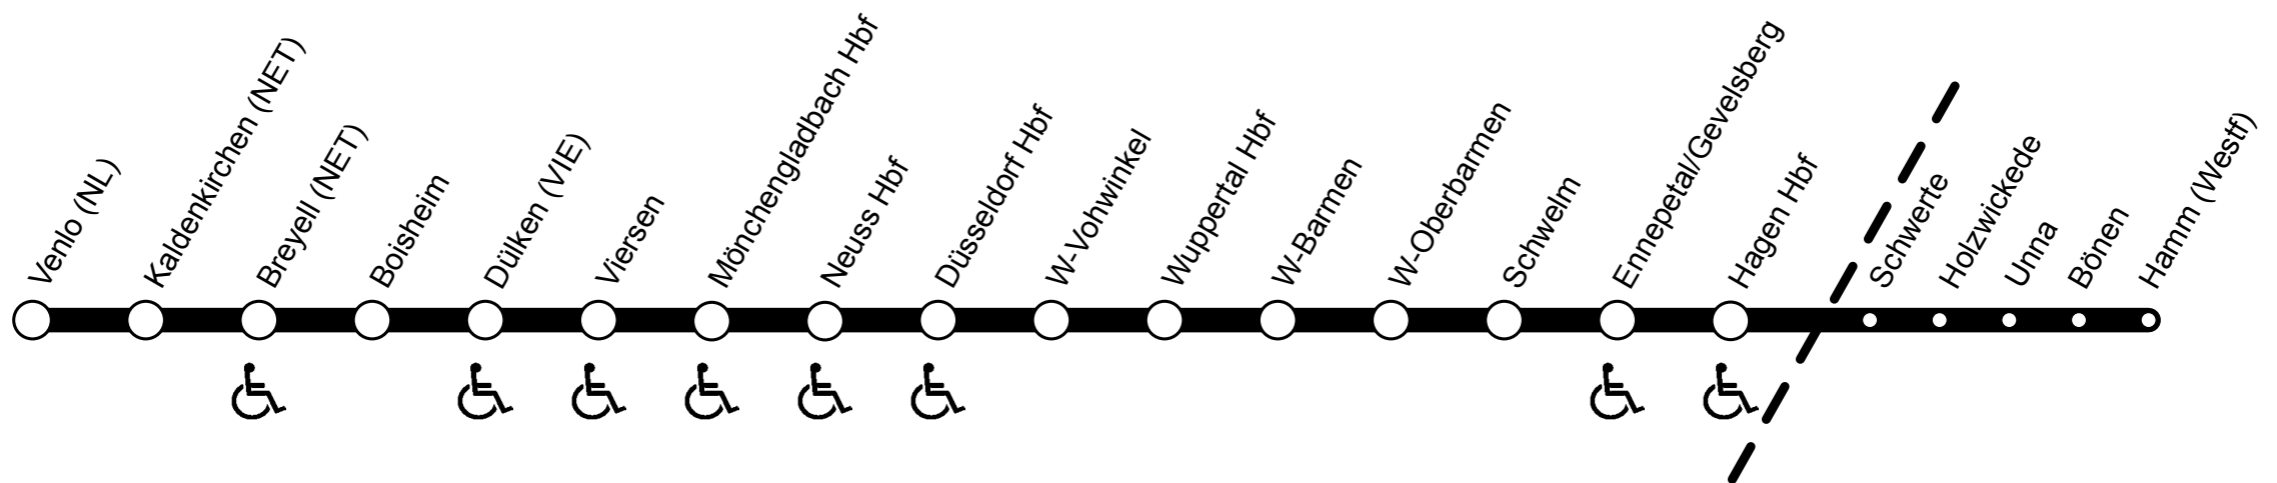 Venlo (NL)
Kaldenkirchen (NET)
Breyell (NET)
Boisheim
Dülken (VIE)
Viersen
Mönchengladbach Hbf
Neuss Hbf
Düsseldorf Hbf
W-Vohwinkel
Wuppertal Hbf
W-Barmen
W-Oberbarmen
Schwelm
Ennepetal/Gevelsberg
Hagen Hbf
Schwerte
Holzwickede
Unna
Bönen
Hamm (Westf)